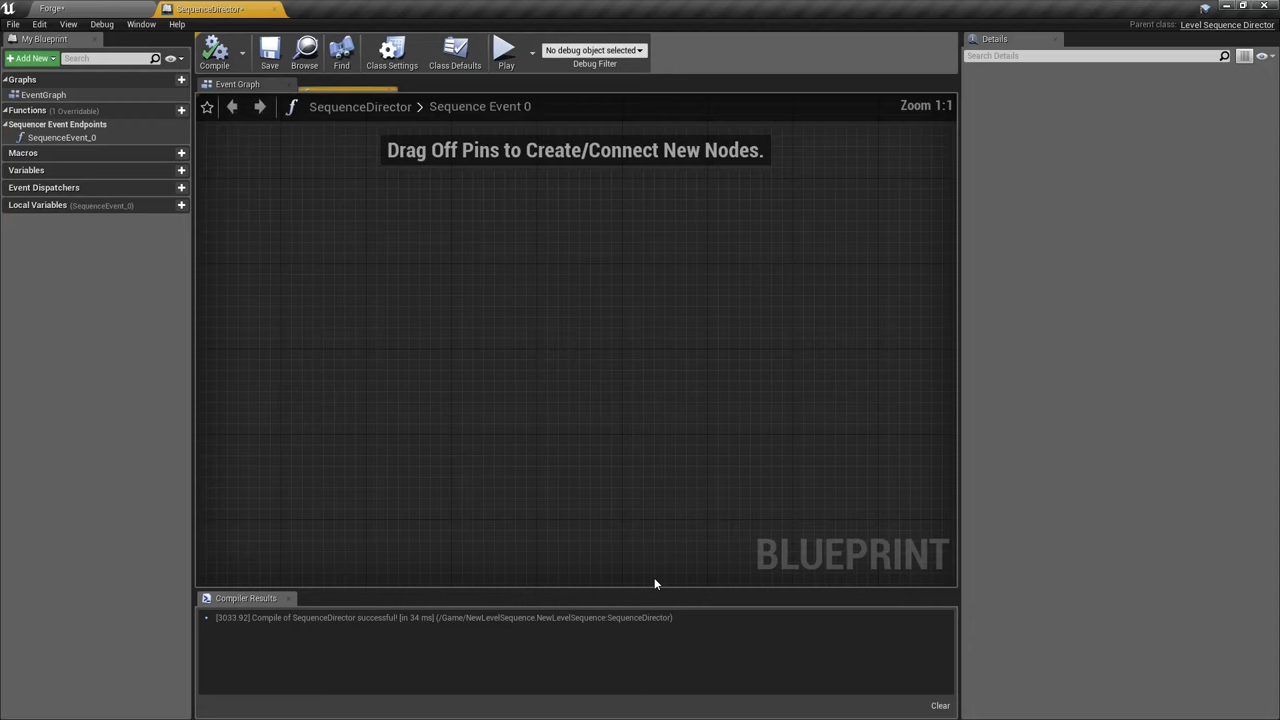 Forge*
SequenceDirector*
File Edit View Debug Window Help
Parent class: Level Sequence Director
My Blueprint
Add New
Search
Graphs
EventGraph
Functions (1 Overridable)
Sequencer Event Endpoints
SequenceEvent_0
Macros
Variables
Event Dispatchers
Local Variables (SequenceEvent_0)
Compile
Save
Browse
Find
Class Settings
Class Defaults
Play
No debug object selected
Debug Filter
Event Graph
SequenceDirector > Sequence Event 0
Zoom 1:1
Drag Off Pins to Create/Connect New Nodes.
BLUEPRINT
Compiler Results
[3033.92] Compile of SequenceDirector successful! [in 34 ms] (/Game/NewLevelSequence.NewLevelSequence:SequenceDirector)
Clear
Details
Search Details